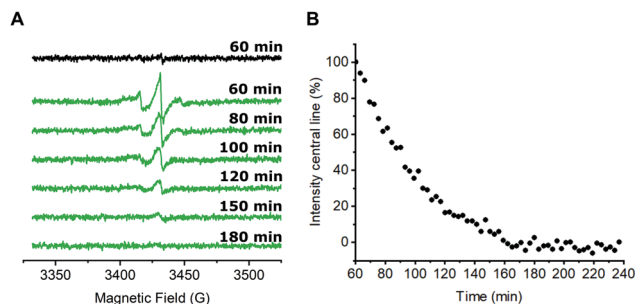 A
60 min
60 min
80 min
100 min
120 min
150 min
180 min
3350
3400
3450
3500
Magnetic Field (G)
B
Intensity central line (%)
100
80
60
40
20
0
60
80
100
120
140
160
180
200
220
240
Time (min)